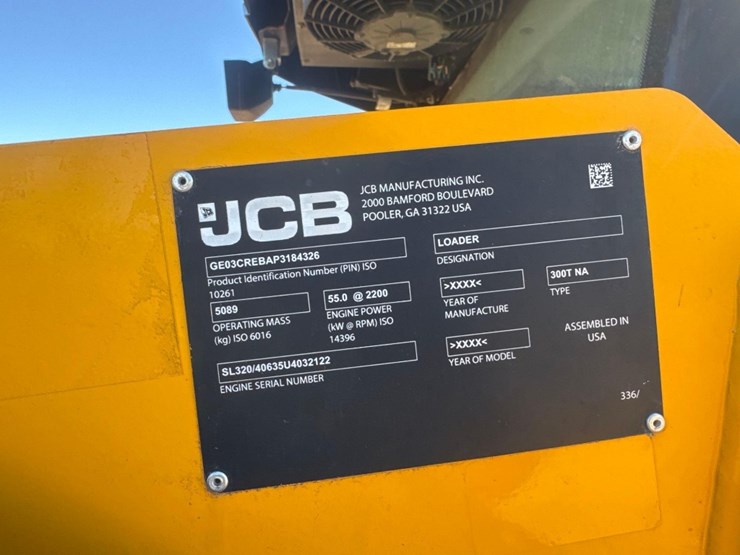 JCB
JCB MANUFACTURING INC.
2000 BAMFORD BOULEVARD
POOLER, GA 31322 USA
GE03CREBAP3184326
Product Identification Number (PIN) ISO
10261
LOADER
DESIGNATION
5089
OPERATING MASS
(kg) ISO 6016
55.0 @ 2200
ENGINE POWER
(kW @ RPM) ISO
14396
>XXXX<
YEAR OF
MANUFACTURE
300T NA
TYPE
SL320/40635U4032122
ENGINE SERIAL NUMBER
>XXXX<
YEAR OF MODEL
ASSEMBLED IN
USA
336/